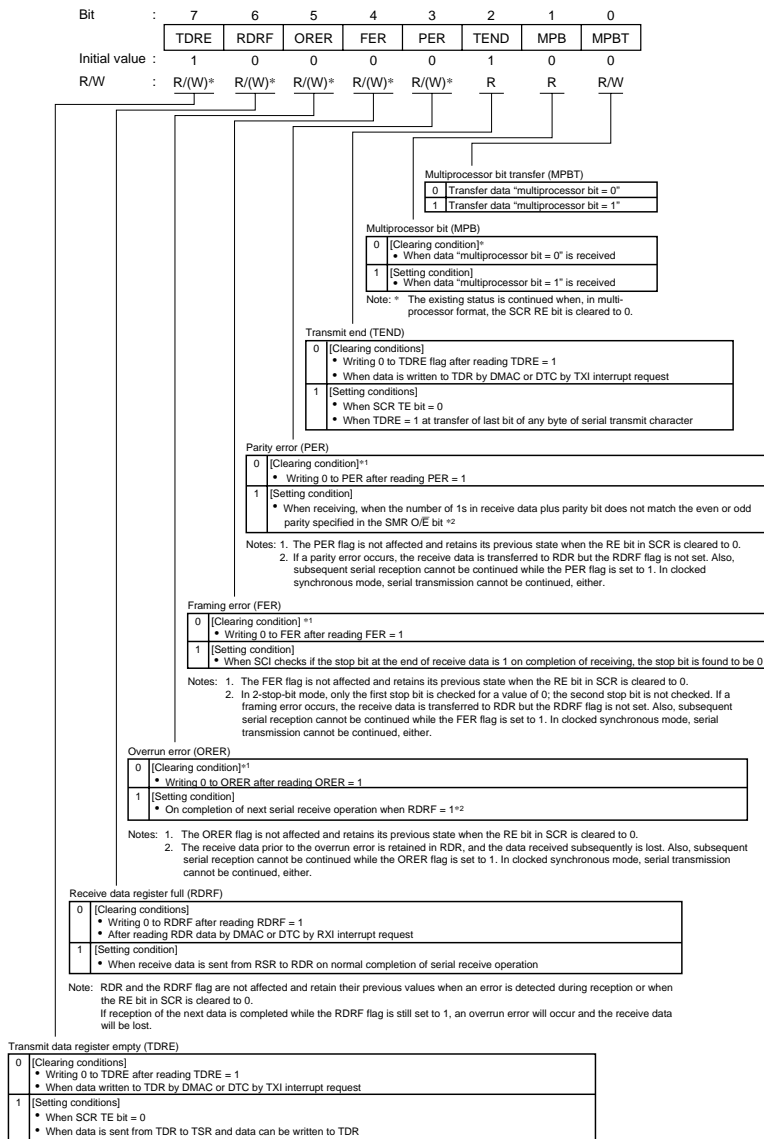 Bit : 7 6 5 4 3 2 1 0
TDRE RDRF ORER FER PER TEND MPB MPBT
Initial value : 1 0 0 0 0 1 0 0
R/W : R/(W)* R/(W)* R/(W)* R/(W)* R/(W)* R R R/W
Multiprocessor bit transfer (MPBT)
0 Transfer data “multiprocessor bit = 0”
1 Transfer data “multiprocessor bit = 1”
Multiprocessor bit (MPB)
0 [Clearing condition]*
• When data “multiprocessor bit = 0” is received
1 [Setting condition]
• When data “multiprocessor bit = 1” is received
Note: * The existing status is continued when, in multi-
processor format, the SCR RE bit is cleared to 0.
Transmit end (TEND)
0 [Clearing conditions]
• Writing 0 to TDRE flag after reading TDRE = 1
• When data is written to TDR by DMAC or DTC by TXI interrupt request
1 [Setting conditions]
• When SCR TE bit = 0
• When TDRE = 1 at transfer of last bit of any byte of serial transmit character
Parity error (PER)
0 [Clearing condition]*1
• Writing 0 to PER after reading PER = 1
1 [Setting condition]
• When receiving, when the number of 1s in receive data plus parity bit does not match the even or odd
parity specified in the SMR O/E̅ bit *2
Notes: 1. The PER flag is not affected and retains its previous state when the RE bit in SCR is cleared to 0.
2. If a parity error occurs, the receive data is transferred to RDR but the RDRF flag is not set. Also,
subsequent serial reception cannot be continued while the PER flag is set to 1. In clocked
synchronous mode, serial transmission cannot be continued, either.
Framing error (FER)
0 [Clearing condition] *1
• Writing 0 to FER after reading FER = 1
1 [Setting condition]
• When SCI checks if the stop bit at the end of receive data is 1 on completion of receiving, the stop bit is found to be 0
Notes: 1. The FER flag is not affected and retains its previous state when the RE bit in SCR is cleared to 0.
2. In 2-stop-bit mode, only the first stop bit is checked for a value of 0; the second stop bit is not checked. If a
framing error occurs, the receive data is transferred to RDR but the RDRF flag is not set. Also, subsequent
serial reception cannot be continued while the FER flag is set to 1. In clocked synchronous mode, serial
transmission cannot be continued, either.
Overrun error (ORER)
0 [Clearing condition]*1
• Writing 0 to ORER after reading ORER = 1
1 [Setting condition]
• On completion of next serial receive operation when RDRF = 1*2
Notes: 1. The ORER flag is not affected and retains its previous state when the RE bit in SCR is cleared to 0.
2. The receive data prior to the overrun error is retained in RDR, and the data received subsequently is lost. Also, subsequent
serial reception cannot be continued while the ORER flag is set to 1. In clocked synchronous mode, serial transmission
cannot be continued, either.
Receive data register full (RDRF)
0 [Clearing conditions]
• Writing 0 to RDRF after reading RDRF = 1
• After reading RDR data by DMAC or DTC by RXI interrupt request
1 [Setting condition]
• When receive data is sent from RSR to RDR on normal completion of serial receive operation
Note: RDR and the RDRF flag are not affected and retain their previous values when an error is detected during reception or when
the RE bit in SCR is cleared to 0.
If reception of the next data is completed while the RDRF flag is still set to 1, an overrun error will occur and the receive data
will be lost.
Transmit data register empty (TDRE)
0 [Clearing conditions]
• Writing 0 to TDRE after reading TDRE = 1
• When data written to TDR by DMAC or DTC by TXI interrupt request
1 [Setting conditions]
• When SCR TE bit = 0
• When data is sent from TDR to TSR and data can be written to TDR